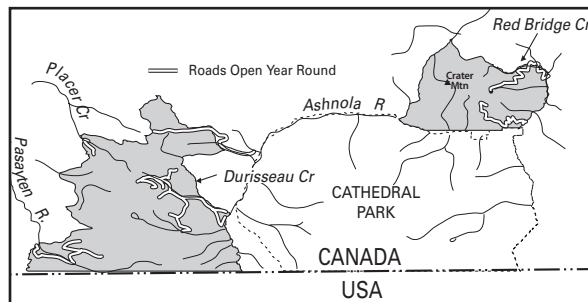 Red Bridge Cr
Roads Open Year Round
Crater
Mtn
Placer Cr
Ashnola R
Pasayten R.
Durisseau Cr
CATHEDRAL
PARK
CANADA
USA